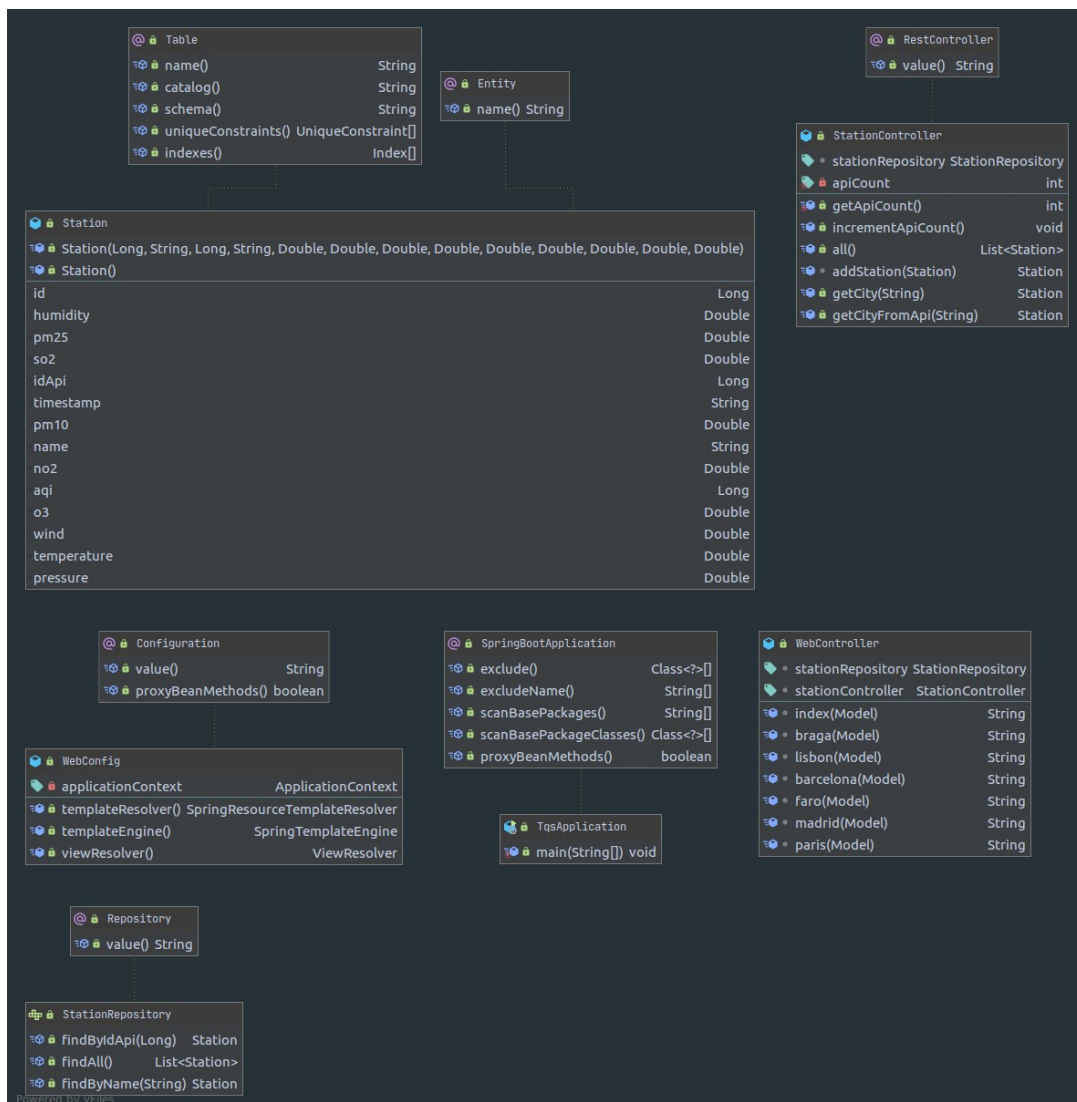 Table
name() String
catalog() String
schema() String
uniqueConstraints() UniqueConstraint[]
indexes() Index[]
Entity
name() String
RestController
value() String
StationController
stationRepository StationRepository
apiCount int
getApiCount() int
incrementApiCount() void
all() List<Station>
addStation(Station) Station
getCity(String) Station
getCityFromApi(String) Station
Station
Station(Long, String, Long, String, Double, Double, Double, Double, Double, Double, Double, Double, Double)
Station()
id Long
humidity Double
pm25 Double
so2 Double
idApi Long
timestamp String
pm10 Double
name String
no2 Double
aqi Long
o3 Double
wind Double
temperature Double
pressure Double
Configuration
value() String
proxyBeanMethods() boolean
WebConfig
applicationContext ApplicationContext
templateResolver() SpringResourceTemplateResolver
templateEngine() SpringTemplateEngine
viewResolver() ViewResolver
SpringBootApplication
exclude() Class<?>[]
excludeName() String[]
scanBasePackages() String[]
scanBasePackageClasses() Class<?>[]
proxyBeanMethods() boolean
TqsApplication
main(String[]) void
WebController
stationRepository StationRepository
stationController StationController
index(Model) String
braga(Model) String
lisbon(Model) String
barcelona(Model) String
faro(Model) String
madrid(Model) String
paris(Model) String
Repository
value() String
StationRepository
findByIdApi(Long) Station
findAll() List<Station>
findByName(String) Station
Powered by yFiles